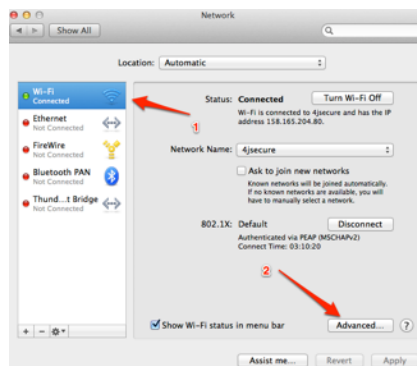 Network
Show All
Location: Automatic
Wi-Fi
Connected
Ethernet
Not Connected
FireWire
Not Connected
Bluetooth PAN
Not Connected
Thund...t Bridge
Not Connected
1
Status: Connected
Turn Wi-Fi Off
Wi-Fi is connected to 4jsecure and has the IP
address 158.165.204.80.
Network Name: 4jsecure
Ask to join new networks
Known networks will be joined automatically.
If no known networks are available, you will
have to manually select a network.
802.1X: Default
Disconnect
Authenticated via PEAP (MSCHAPv2)
Connect Time: 03:10:20
2
Show Wi-Fi status in menu bar
Advanced...
?
Assist me...
Revert
Apply